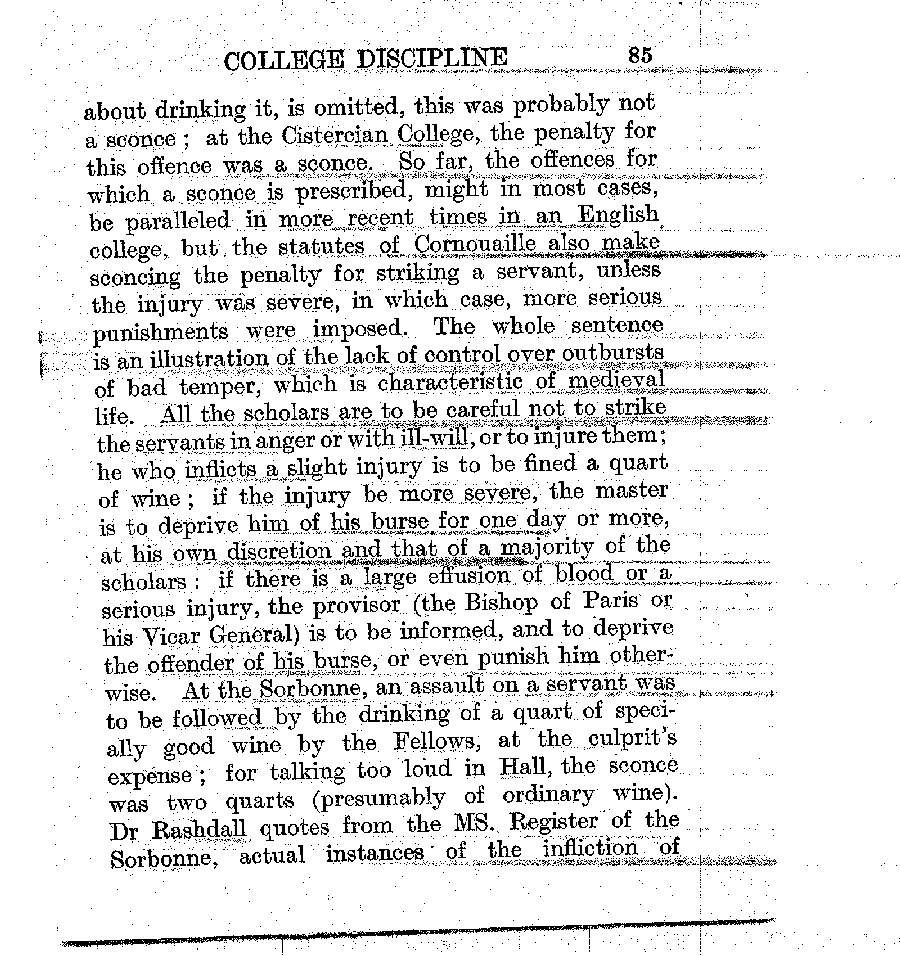 COLLEGE DISCIPLINE 85
about drinking it, is omitted, this was probably not
a sconce ; at the Cistercian College, the penalty for
this offence was a sconce. So far, the offences for
which a sconce is prescribed, might in most cases,
be paralleled in more recent times in an English
college, but the statutes of Cornouaille also make
sconcing the penalty for striking a servant, unless
the injury was severe, in which case, more serious
punishments were imposed. The whole sentence
is an illustration of the lack of control over outbursts
of bad temper, which is characteristic of medieval
life. All the scholars are to be careful not to strike
the servants in anger or with ill-will, or to injure them ;
he who inflicts a slight injury is to be fined a quart
of wine ; if the injury be more severe, the master
is to deprive him of his burse for one day or more,
at his own discretion and that of a majority of the
scholars : if there is a large effusion of blood or a
serious injury, the provisor (the Bishop of Paris or
his Vicar General) is to be informed, and to deprive
the offender of his burse, or even punish him other-
wise. At the Sorbonne, an assault on a servant was
to be followed by the drinking of a quart of speci-
ally good wine by the Fellows, at the culprit's
expense ; for talking too loud in Hall, the sconce
was two quarts (presumably of ordinary wine).
Dr Rashdall quotes from the MS. Register of the
Sorbonne, actual instances of the infliction of